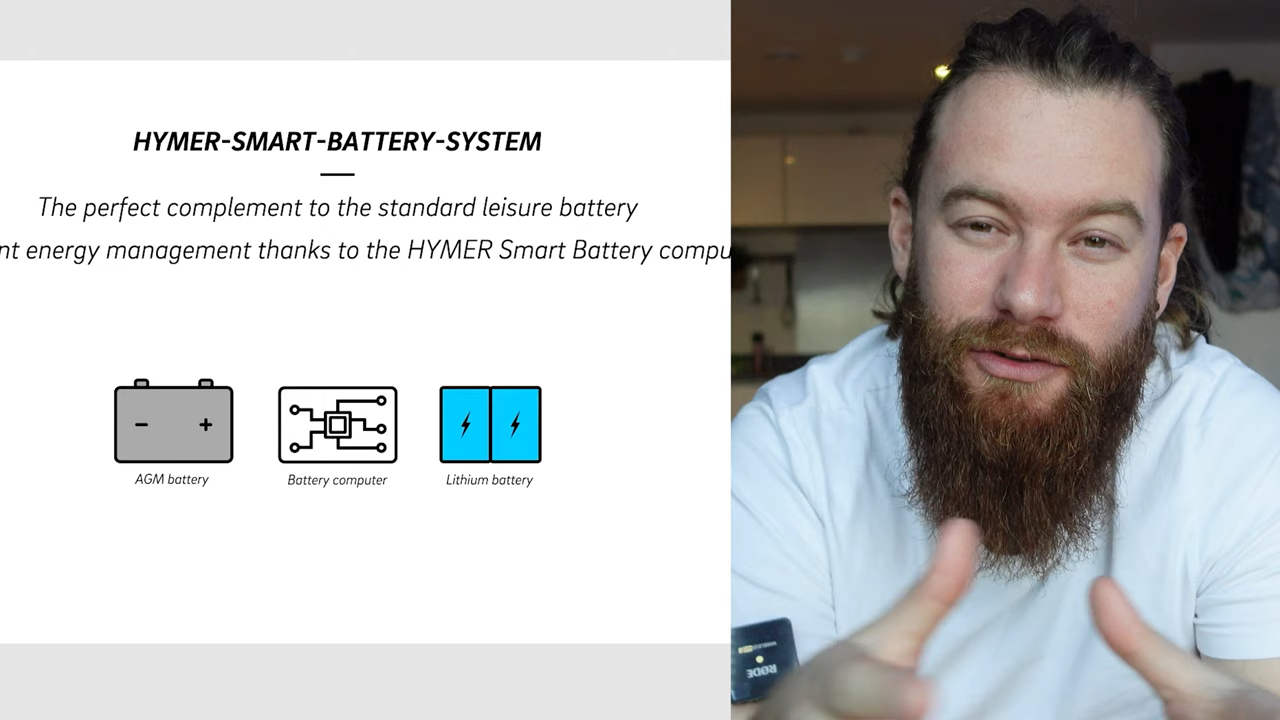 HYMER-SMART-BATTERY-SYSTEM
The perfect complement to the standard leisure battery
energy management thanks to the HYMER Smart Battery
- +
AGM battery
Battery computer
Lithium battery
RØDE